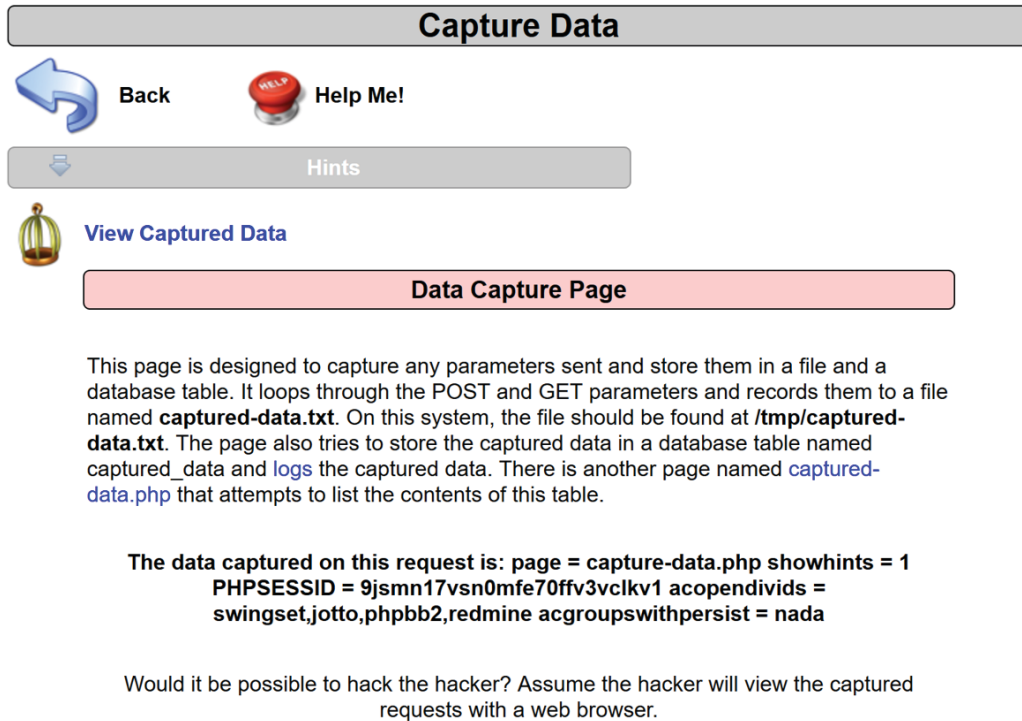 Capture Data
Back
HELP
Help Me!
Hints
View Captured Data
Data Capture Page
This page is designed to capture any parameters sent and store them in a file and a
database table. It loops through the POST and GET parameters and records them to a file
named captured-data.txt. On this system, the file should be found at /tmp/captured-
data.txt. The page also tries to store the captured data in a database table named
captured_data and logs the captured data. There is another page named captured-
data.php that attempts to list the contents of this table.
The data captured on this request is: page = capture-data.php showhints = 1
PHPSESSID = 9jsmn17vsn0mfe70ffv3vclkv1 acopendivids =
swingset,jotto,phpbb2,redmine acgroupswithpersist = nada
Would it be possible to hack the hacker? Assume the hacker will view the captured
requests with a web browser.